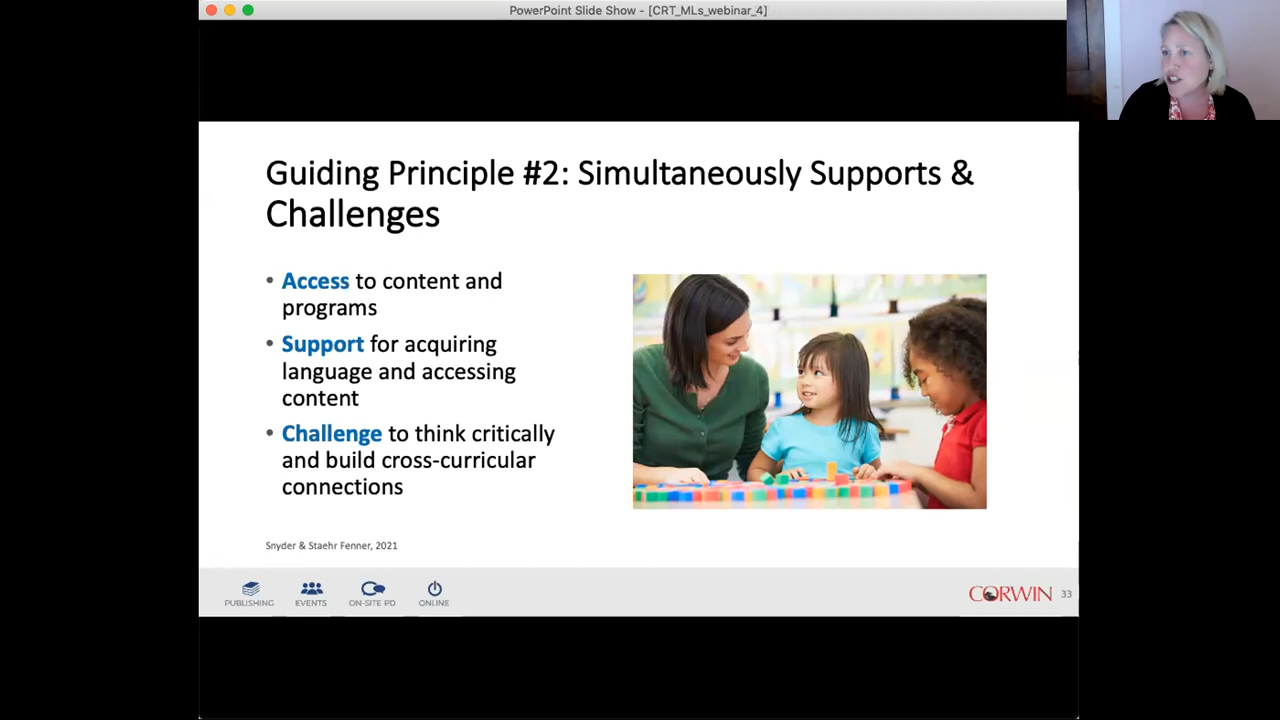 PowerPoint Slide Show - [CRT_MLs_webinar_4]
Guiding Principle #2: Simultaneously Supports &
Challenges
• Access to content and
programs
• Support for acquiring
language and accessing
content
• Challenge to think critically
and build cross-curricular
connections
Snyder & Staehr Fenner, 2021
PUBLISHING
EVENTS
ON-SITE PD
ONLINE
CORWIN
33